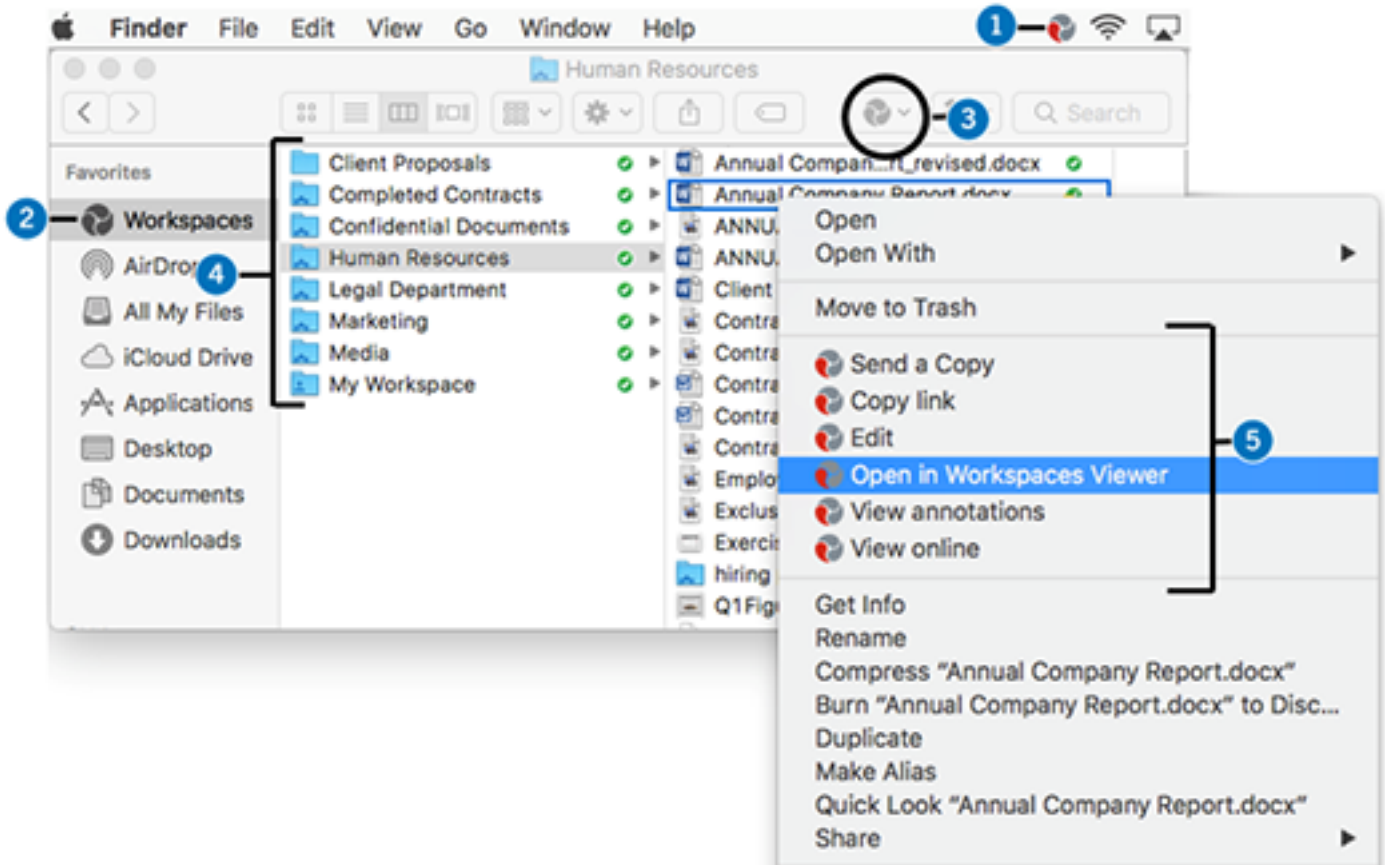 Finder File Edit View Go Window Help 1
Human Resources
3 Search
Favorites
2 Workspaces
AirDrop
All My Files
iCloud Drive
Applications
Desktop
Documents
Downloads
4
Client Proposals
Completed Contracts
Confidential Documents
Human Resources
Legal Department
Marketing
Media
My Workspace
Annual Compan...rt_revised.docx
Annual Company Report.docx
ANNU
ANNU
Client
Contra
Contra
Contra
Contra
Contra
Emplo
Exclus
Exercis
hiring
Q1Fig
Open
Open With
Move to Trash
Send a Copy
Copy link
Edit
Open in Workspaces Viewer
View annotations
View online
5
Get Info
Rename
Compress “Annual Company Report.docx”
Burn “Annual Company Report.docx” to Disc...
Duplicate
Make Alias
Quick Look “Annual Company Report.docx”
Share